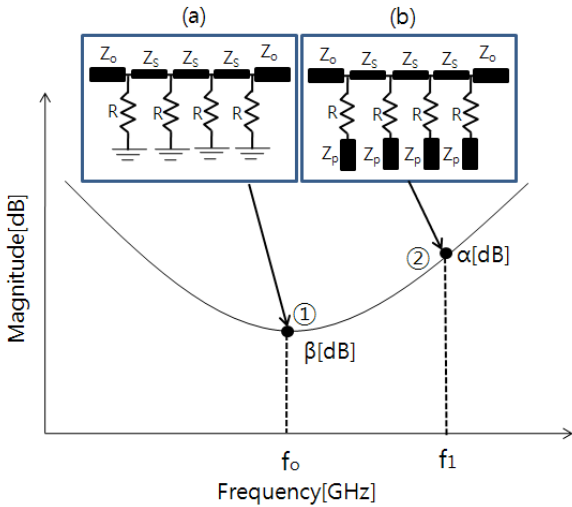 (a)
(b)
Zo Zs Zs Zs Zo
Zo Zs Zs Zs Zo
R R R R
R R R R
Zp Zp Zp Zp
Magnitude[dB]
①
β[dB]
②
α[dB]
fo
f1
Frequency[GHz]